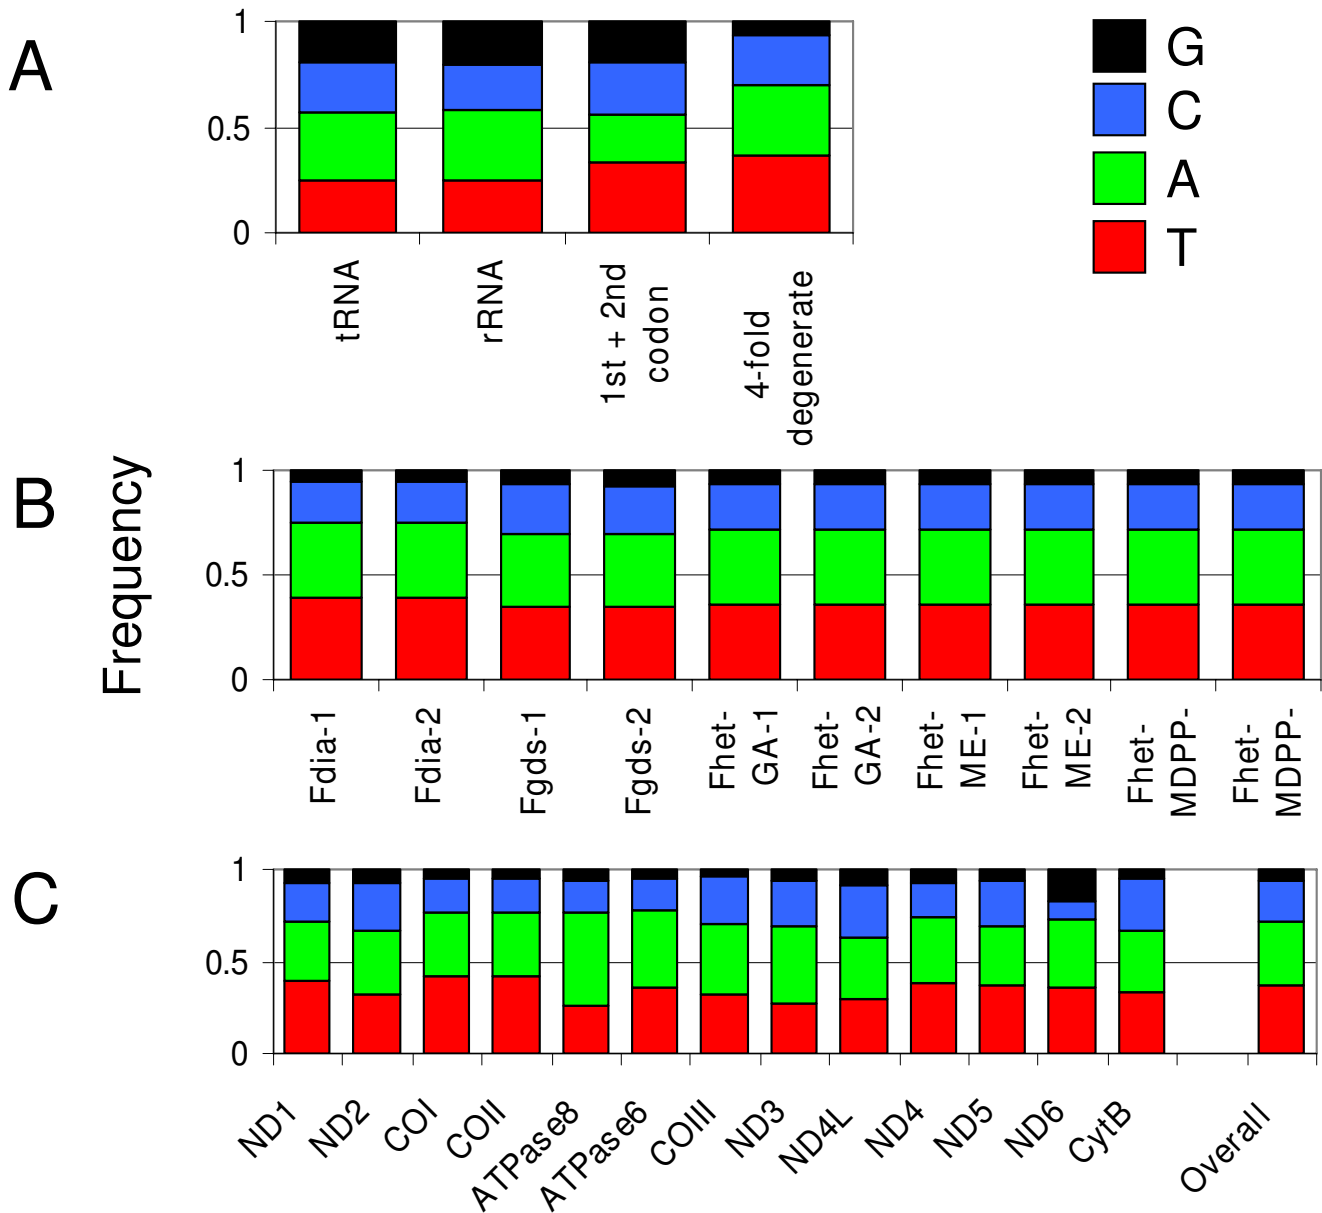 A
1
0.5
0
tRNA
rRNA
1st + 2nd
codon
4-fold
degenerate
G
C
A
T
Frequency
B
1
0.5
0
Fdia-1
Fdia-2
Fgds-1
Fgds-2
Fhet-
GA-1
Fhet-
GA-2
Fhet-
ME-1
Fhet-
ME-2
Fhet-
MDPP-
Fhet-
MDPP-
C
1
0.5
0
ND1
ND2
COI
COII
ATPase8
ATPase6
COIII
ND3
ND4L
ND4
ND5
ND6
CytB
Overall